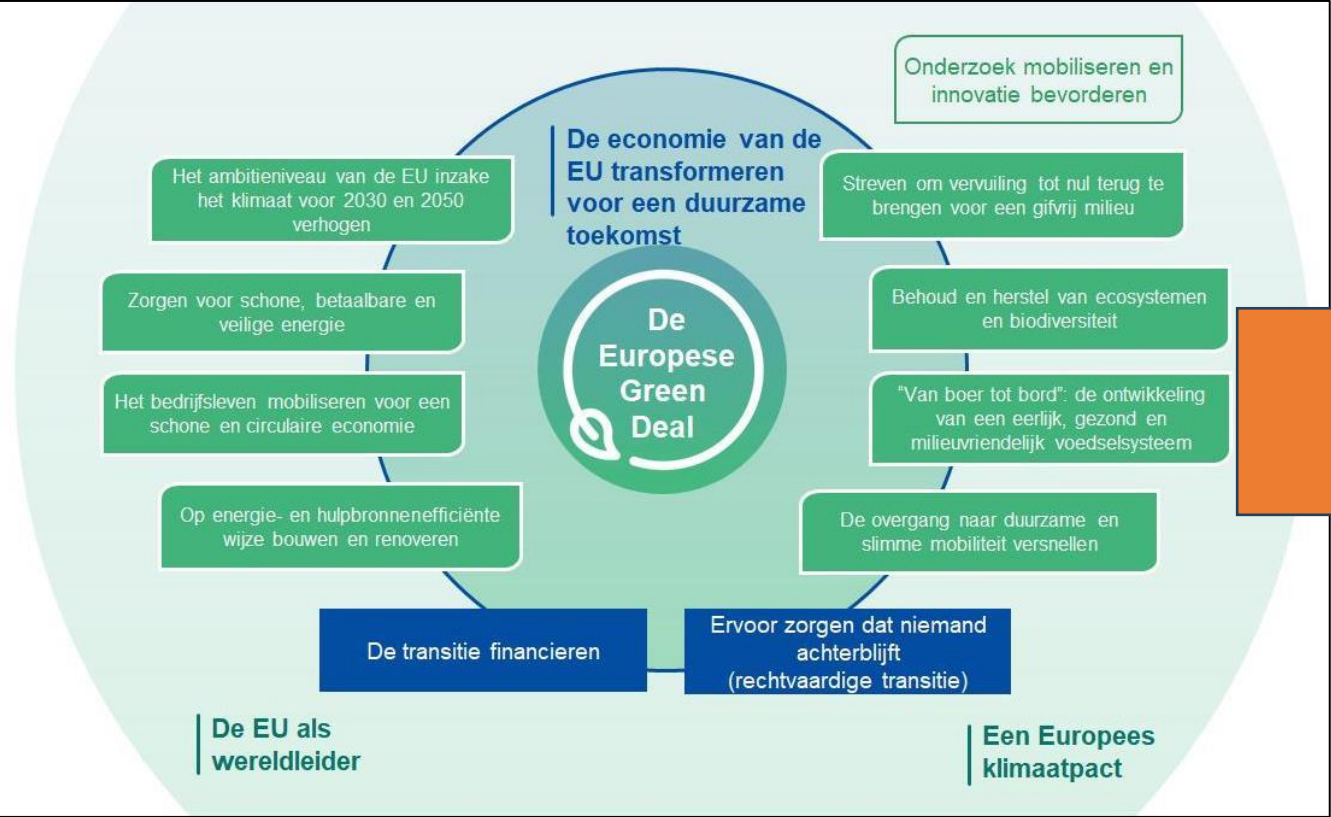 Onderzoek mobiliseren en
innovatie bevorderen
De economie van de
EU transformeren
voor een duurzame
toekomst
Het ambitieniveau van de EU inzake
het klimaat voor 2030 en 2050
verhogen
Zorgen voor schone, betaalbare en
veilige energie
Het bedrijfsleven mobiliseren voor een
schone en circulaire economie
Op energie- en hulpbronnenefficiënte
wijze bouwen en renoveren
De
Europese
Green
Deal
Streven om vervuiling tot nul terug te
brengen voor een gifvrij milieu
Behoud en herstel van ecosystemen
en biodiversiteit
"Van boer tot bord": de ontwikkeling
van een eerlijk, gezond en
milieuvriendelijk voedselsysteem
De overgang naar duurzame en
slimme mobiliteit versnellen
De transitie financieren
Ervoor zorgen dat niemand
achterblijft
(rechtvaardige transitie)
De EU als
wereldleider
Een Europees
klimaatpact